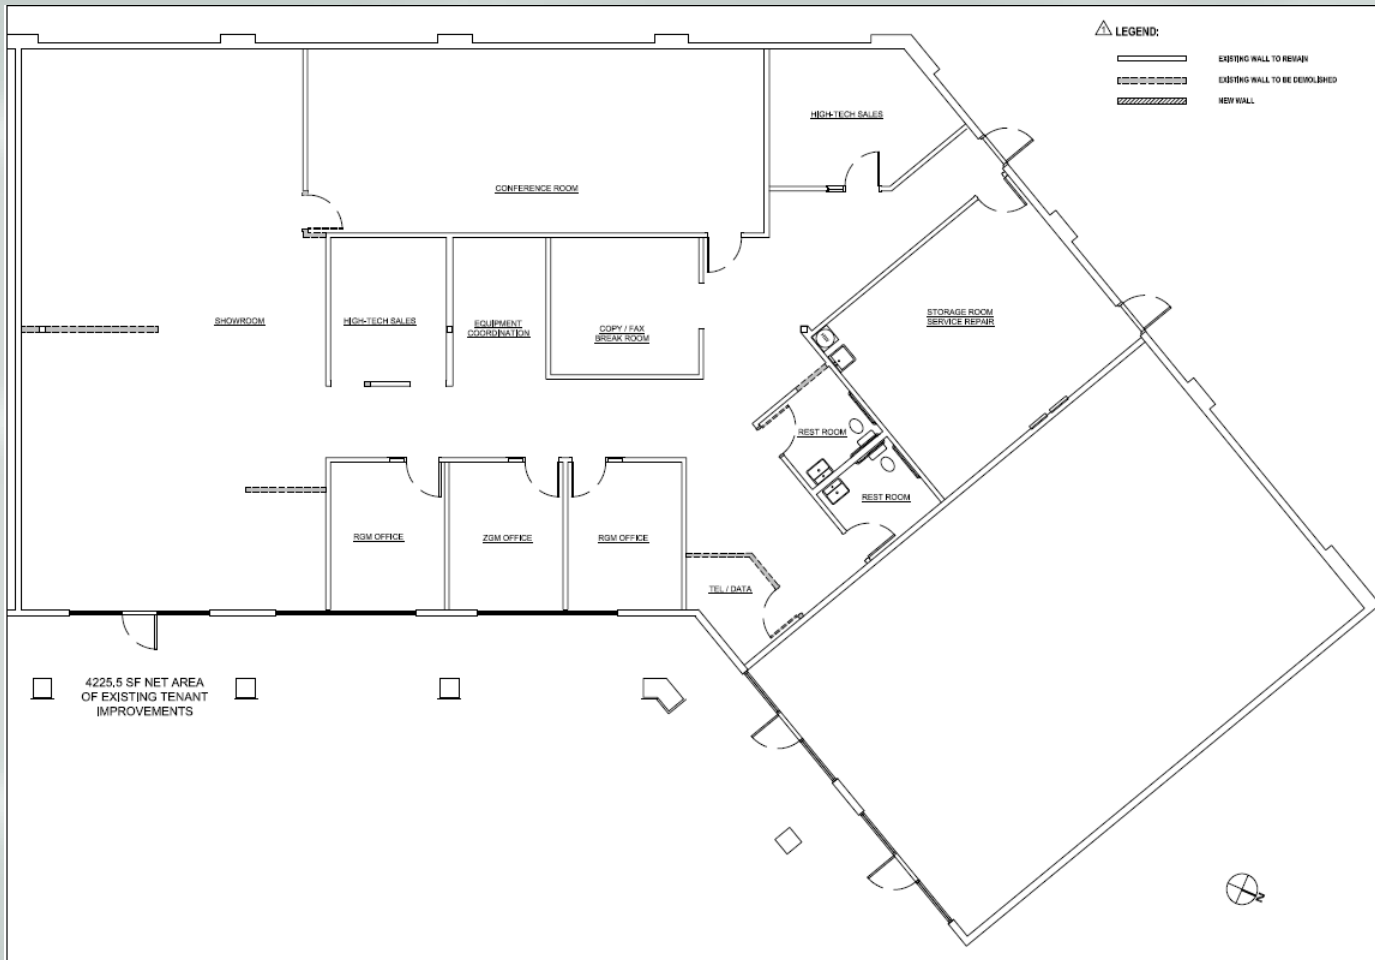 1 LEGEND:
EXISTING WALL TO REMAIN
EXISTING WALL TO BE DEMOLISHED
NEW WALL
HIGH-TECH SALES
CONFERENCE ROOM
SHOWROOM
HIGH-TECH SALES
EQUIPMENT
COORDINATION
COPY / FAX
BREAK ROOM
STORAGE ROOM
SERVICE REPAIR
REST ROOM
REST ROOM
RGM OFFICE
ZGM OFFICE
RGM OFFICE
TEL / DATA
4225.5 SF NET AREA
OF EXISTING TENANT
IMPROVEMENTS
N